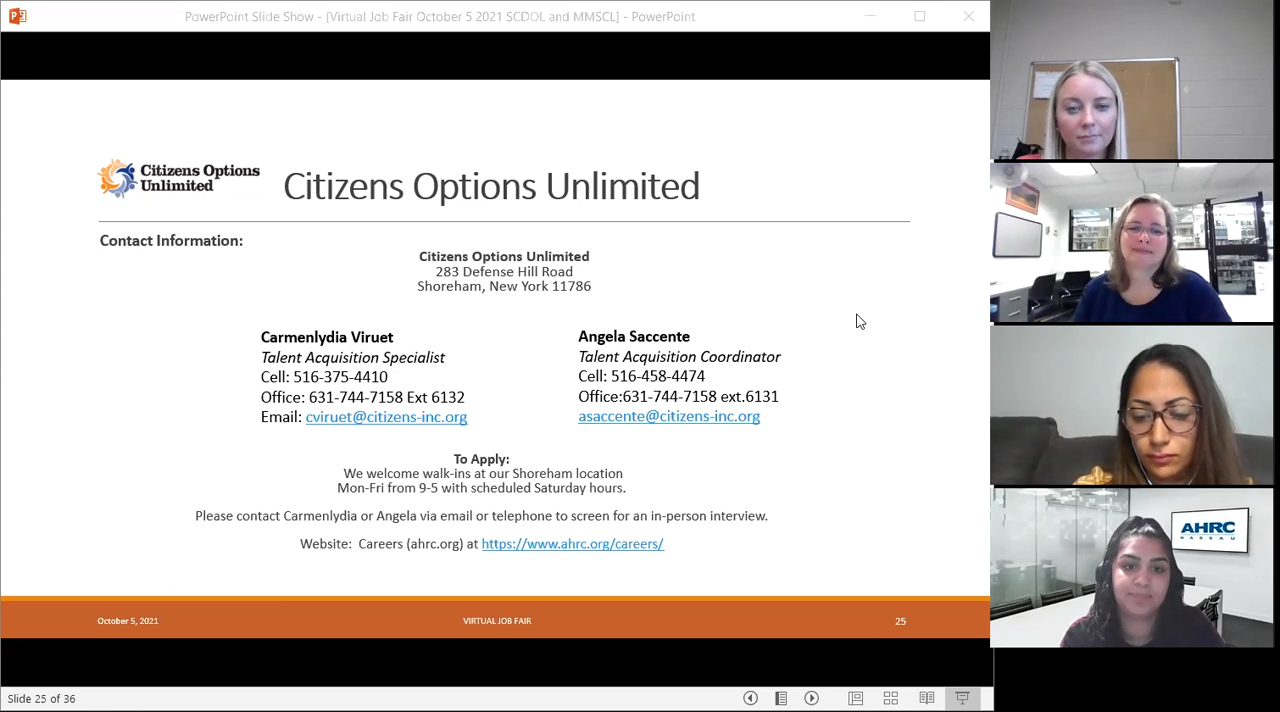 PowerPoint Slide Show - [Virtual Job Fair October 5 2021 SCDOL and MMSCL] - PowerPoint
Citizens Options
Unlimited
Citizens Options Unlimited
Contact Information:
Citizens Options Unlimited
283 Defense Hill Road
Shoreham, New York 11786
Carmenlydia Viruet
Talent Acquisition Specialist
Cell: 516-375-4410
Office: 631-744-7158 Ext 6132
Email: cviruet@citizens-inc.org
Angela Saccente
Talent Acquisition Coordinator
Cell: 516-458-4474
Office:631-744-7158 ext.6131
asaccente@citizens-inc.org
To Apply:
We welcome walk-ins at our Shoreham location
Mon-Fri from 9-5 with scheduled Saturday hours.
Please contact Carmenlydia or Angela via email or telephone to screen for an in-person interview.
Website: Careers (ahrc.org) at https://www.ahrc.org/careers/
October 5, 2021
VIRTUAL JOB FAIR
25
Slide 25 of 36
AHRC
NASSAU